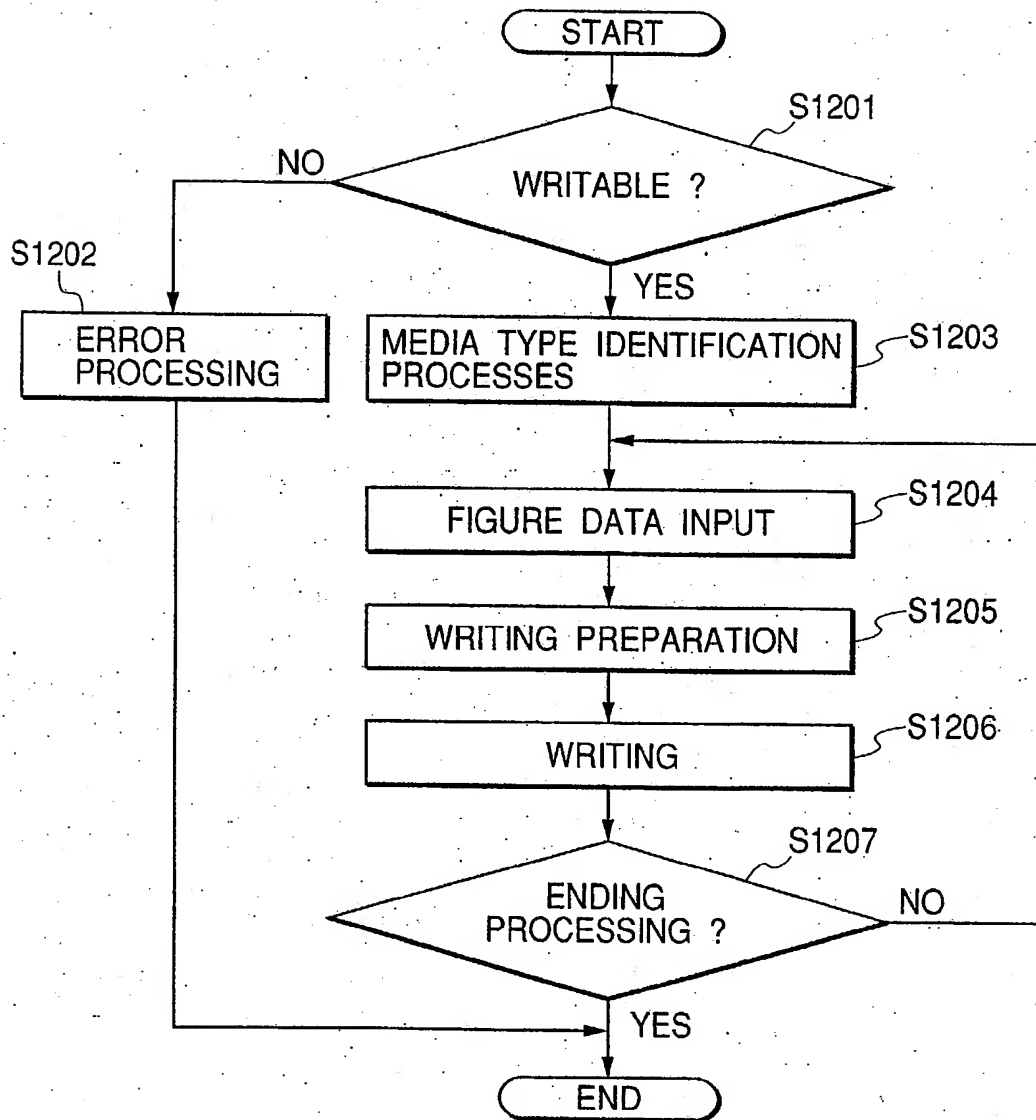 START
S1201
NO
WRITABLE ?
S1202
YES
ERROR
PROCESSING
MEDIA TYPE IDENTIFICATION
PROCESSES
S1203
S1204
FIGURE DATA INPUT
S1205
WRITING PREPARATION
S1206
WRITING
S1207
ENDING
PROCESSING ?
NO
YES
END